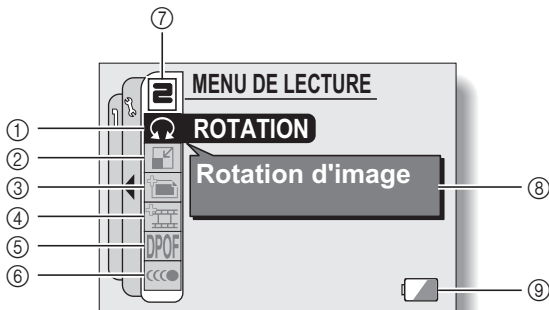 ⑦
2 MENU DE LECTURE
① ROTATION
②
Rotation d'image
③
⑧
④
⑤ DPOF
⑥
⑨